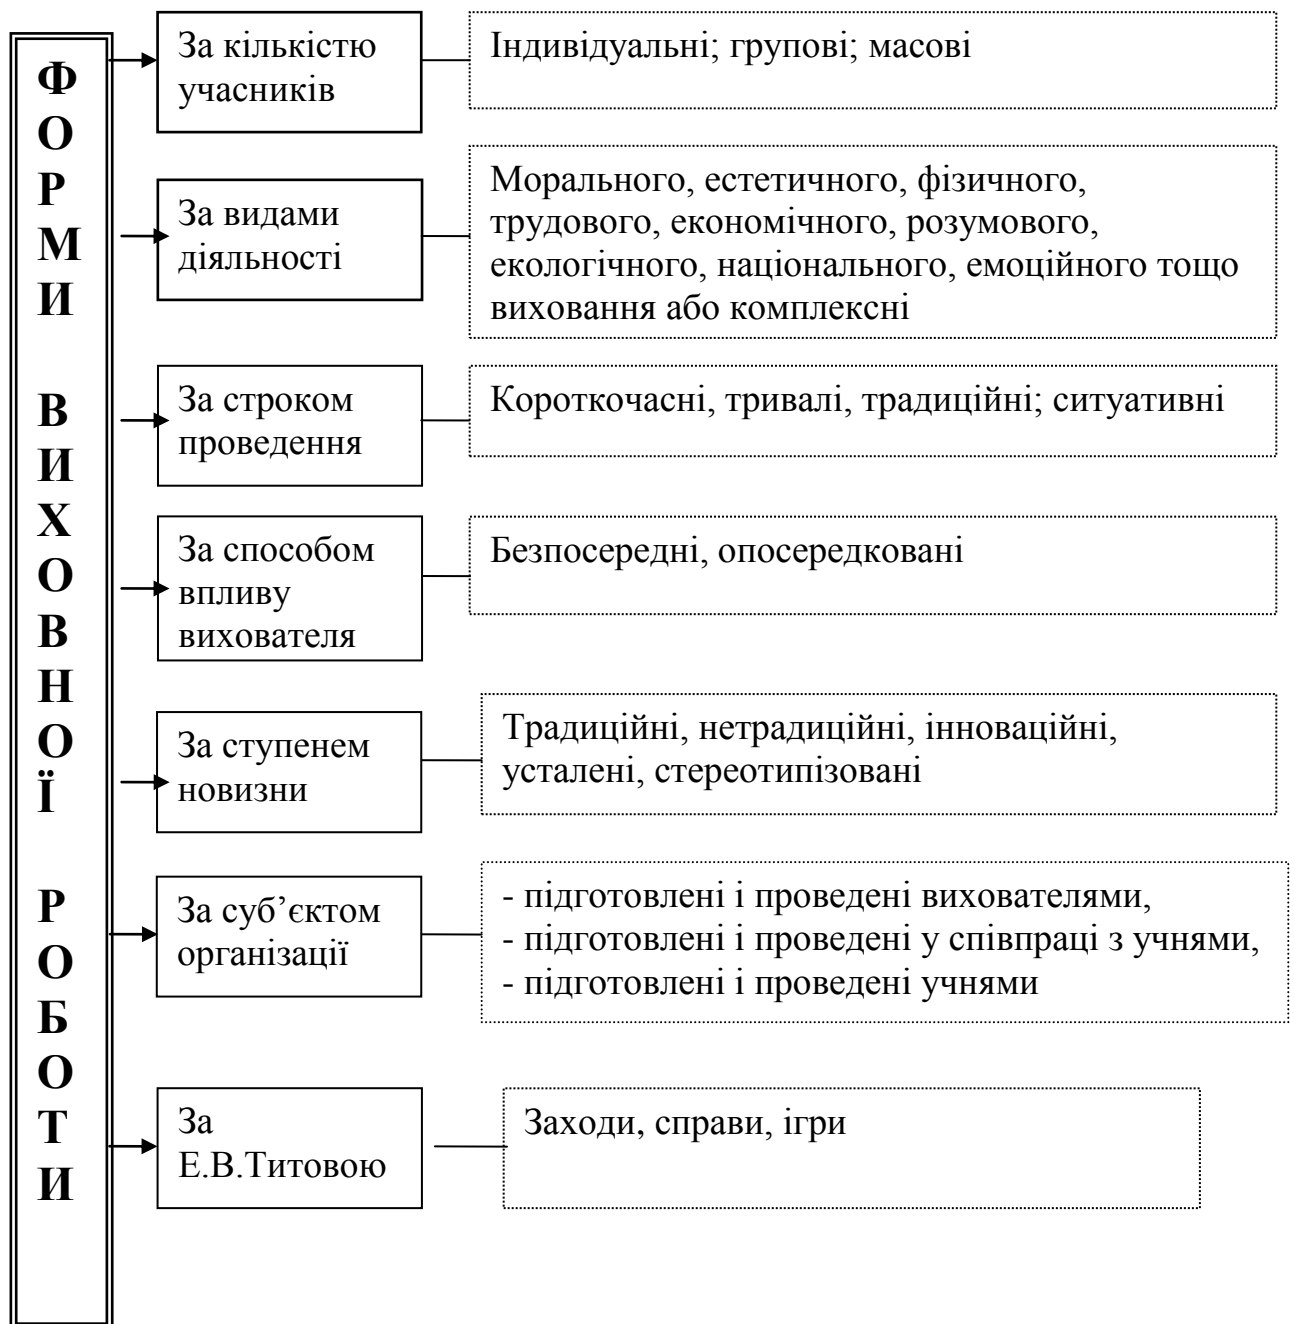 ФОРМИ ВИХОВНОЇ РОБОТИ
За кількістю
учасників
Індивідуальні; групові; масові
За видами
діяльності
Морального, естетичного, фізичного,
трудового, економічного, розумового,
екологічного, національного, емоційного тощо
виховання або комплексні
За строком
проведення
Короткочасні, тривалі, традиційні; ситуативні
За способом
впливу
вихователя
Безпосередні, опосередковані
За ступенем
новизни
Традиційні, нетрадиційні, інноваційні,
усталені, стереотипізовані
За суб’єктом
організації
- підготовлені і проведені вихователями,
- підготовлені і проведені у співпраці з учнями,
- підготовлені і проведені учнями
За
Е.В.Титовою
Заходи, справи, ігри